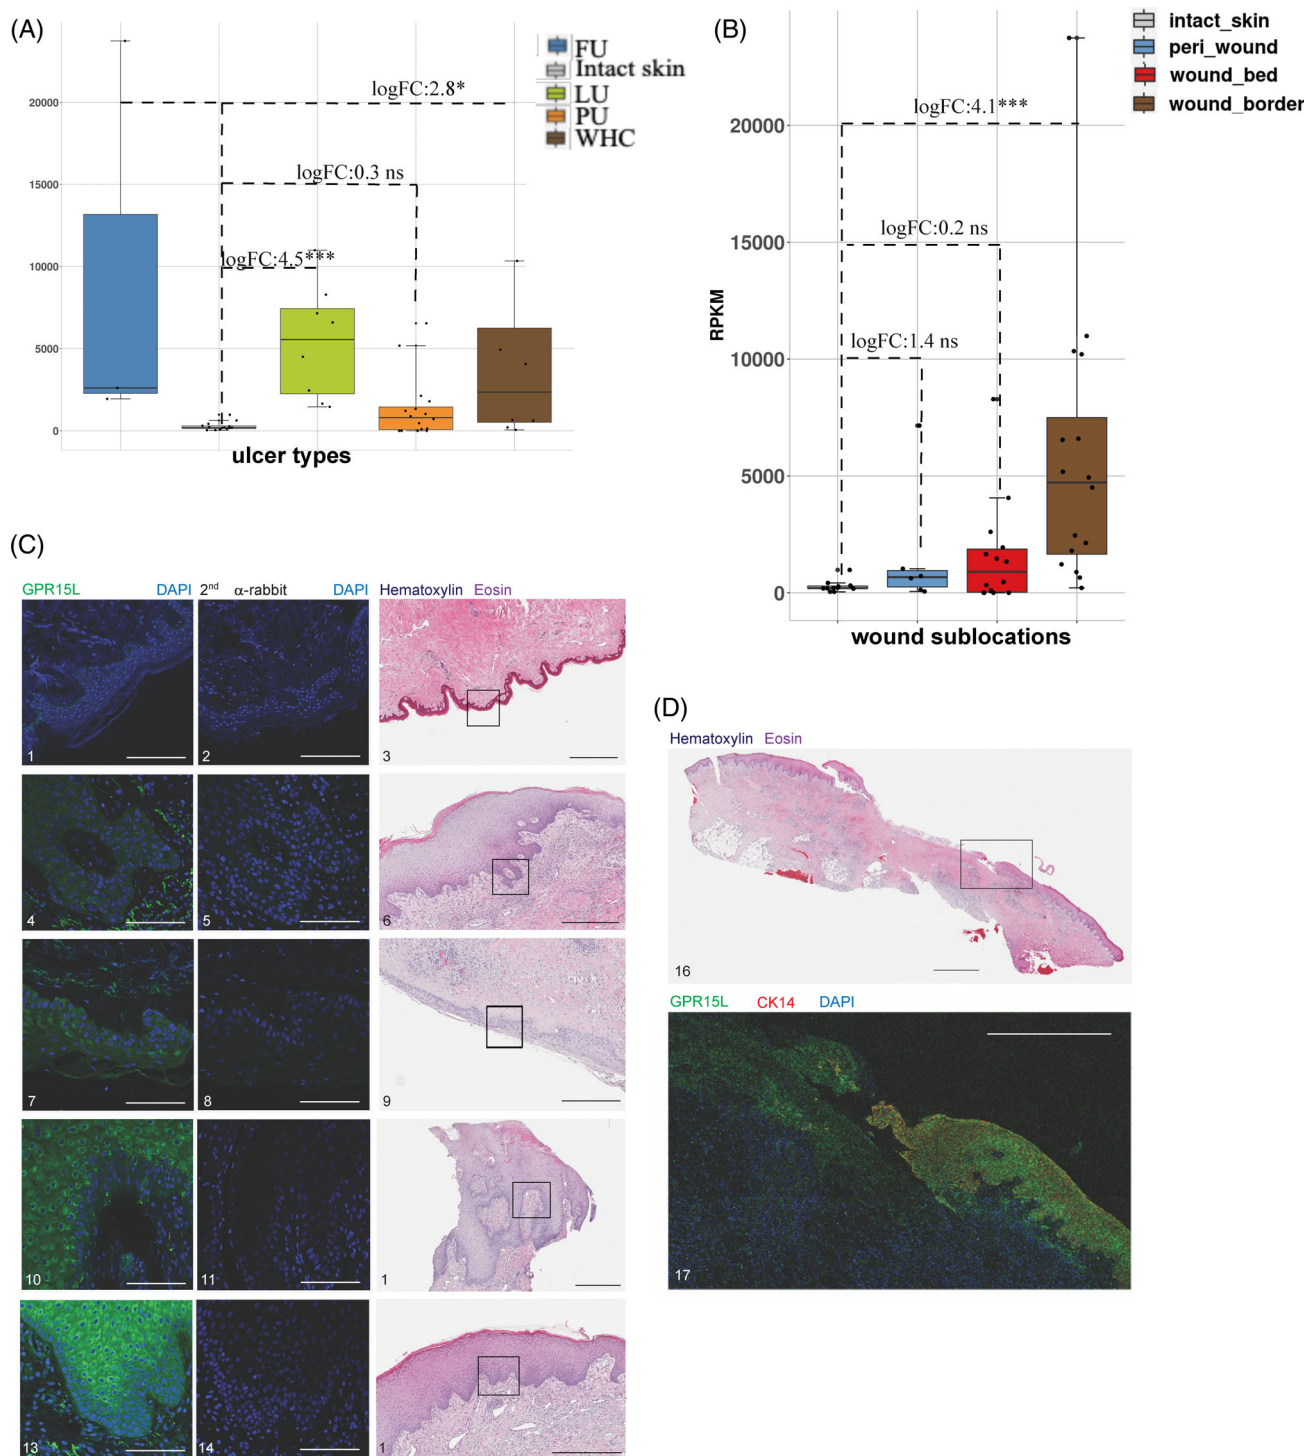 (A)
FU
Intact skin
LU
PU
WHC
logFC:2.8*
logFC:0.3 ns
logFC:4.5***
20000
15000
10000
5000
0
ulcer types
(B)
intact_skin
peri_wound
wound_bed
wound_border
logFC:4.1***
logFC:0.2 ns
logFC:1.4 ns
RPKM
20000
15000
10000
5000
0
wound sublocations
(C)
GPR15L DAPI 2nd α-rabbit DAPI Hematoxylin Eosin
1 2 3
4 5 6
7 8 9
10 11 1
13 14 1
(D)
Hematoxylin Eosin
16
GPR15L CK14 DAPI
17